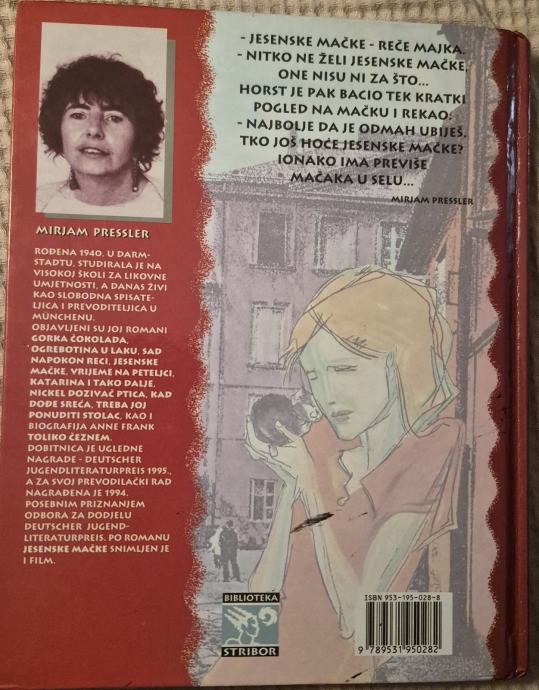 - JESENSKE MAČKE - REČE MAJKA.
- NITKO NE ŽELI JESENSKE MAČKE,
ONE NISU NI ZA ŠTO...
HORST JE PAK BACIO TEK KRATKI
POGLED NA MAČKU I REKAO:
- NAJBOLJE DA JE ODMAH UBIJEŠ.
TKO JOŠ HOĆE JESENSKE MAČKE?
IONAKO IMA PREVIŠE
MAČAKA U SELU...
MIRJAM PRESSLER
MIRJAM PRESSLER
ROĐENA 1940. U DARM-
STADTU, STUDIRALA JE NA
VISOKOJ ŠKOLI ZA LIKOVNE
UMJETNOSTI, A DANAS ŽIVI
KAO SLOBODNA SPISATE-
LJICA I PREVODITELJICA U
MÜNCHENU.
OBJAVLJENI SU JOJ ROMANI
GORKA ČOKOLADA,
OGREBOTINA U LAKU, SAD
NAPOKON RECI, JESENSKE
MAČKE, VRIJEME NA PETELJCI,
KATARINA I TAKO DALJE,
NICKEL DOZIVAČ PTICA, KAD
DOĐE SREĆA, TREBA JOJ
PONUDITI STOLAC, KAO I
BIOGRAFIJA ANNE FRANK
TOLIKO ČEZNEM.
DOBITNICA JE UGLEDNE
NAGRADE - DEUTSCHER
JUGENDLITERATURPREIS 1995.,
A ZA SVOJ PREVODILAČKI RAD
NAGRAĐENA JE 1994.
POSEBNIM PRIZNANJEM
ODBORA ZA DODJELU
DEUTSCHER JUGEND-
LITERATURPREIS. PO ROMANU
JESENSKE MAČKE SNIMLJEN JE
I FILM.
BIBLIOTEKA
STRIBOR
ISBN 953-195-028-8
9 789531 950282